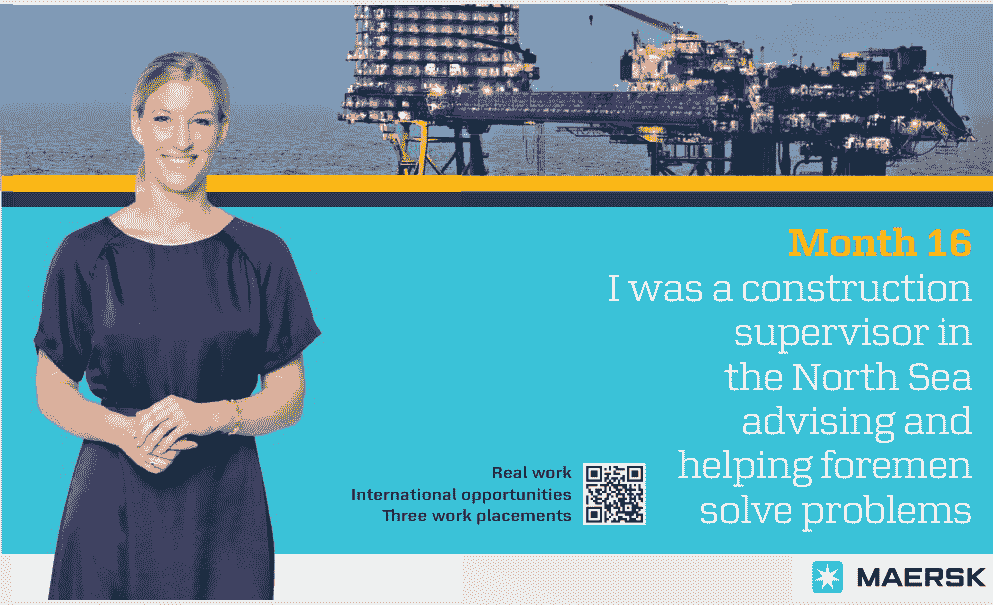 Month 16
I was a construction
supervisor in
the North Sea
advising and
helping foremen
solve problems
Real work
International opportunities
Three work placements
MAERSK